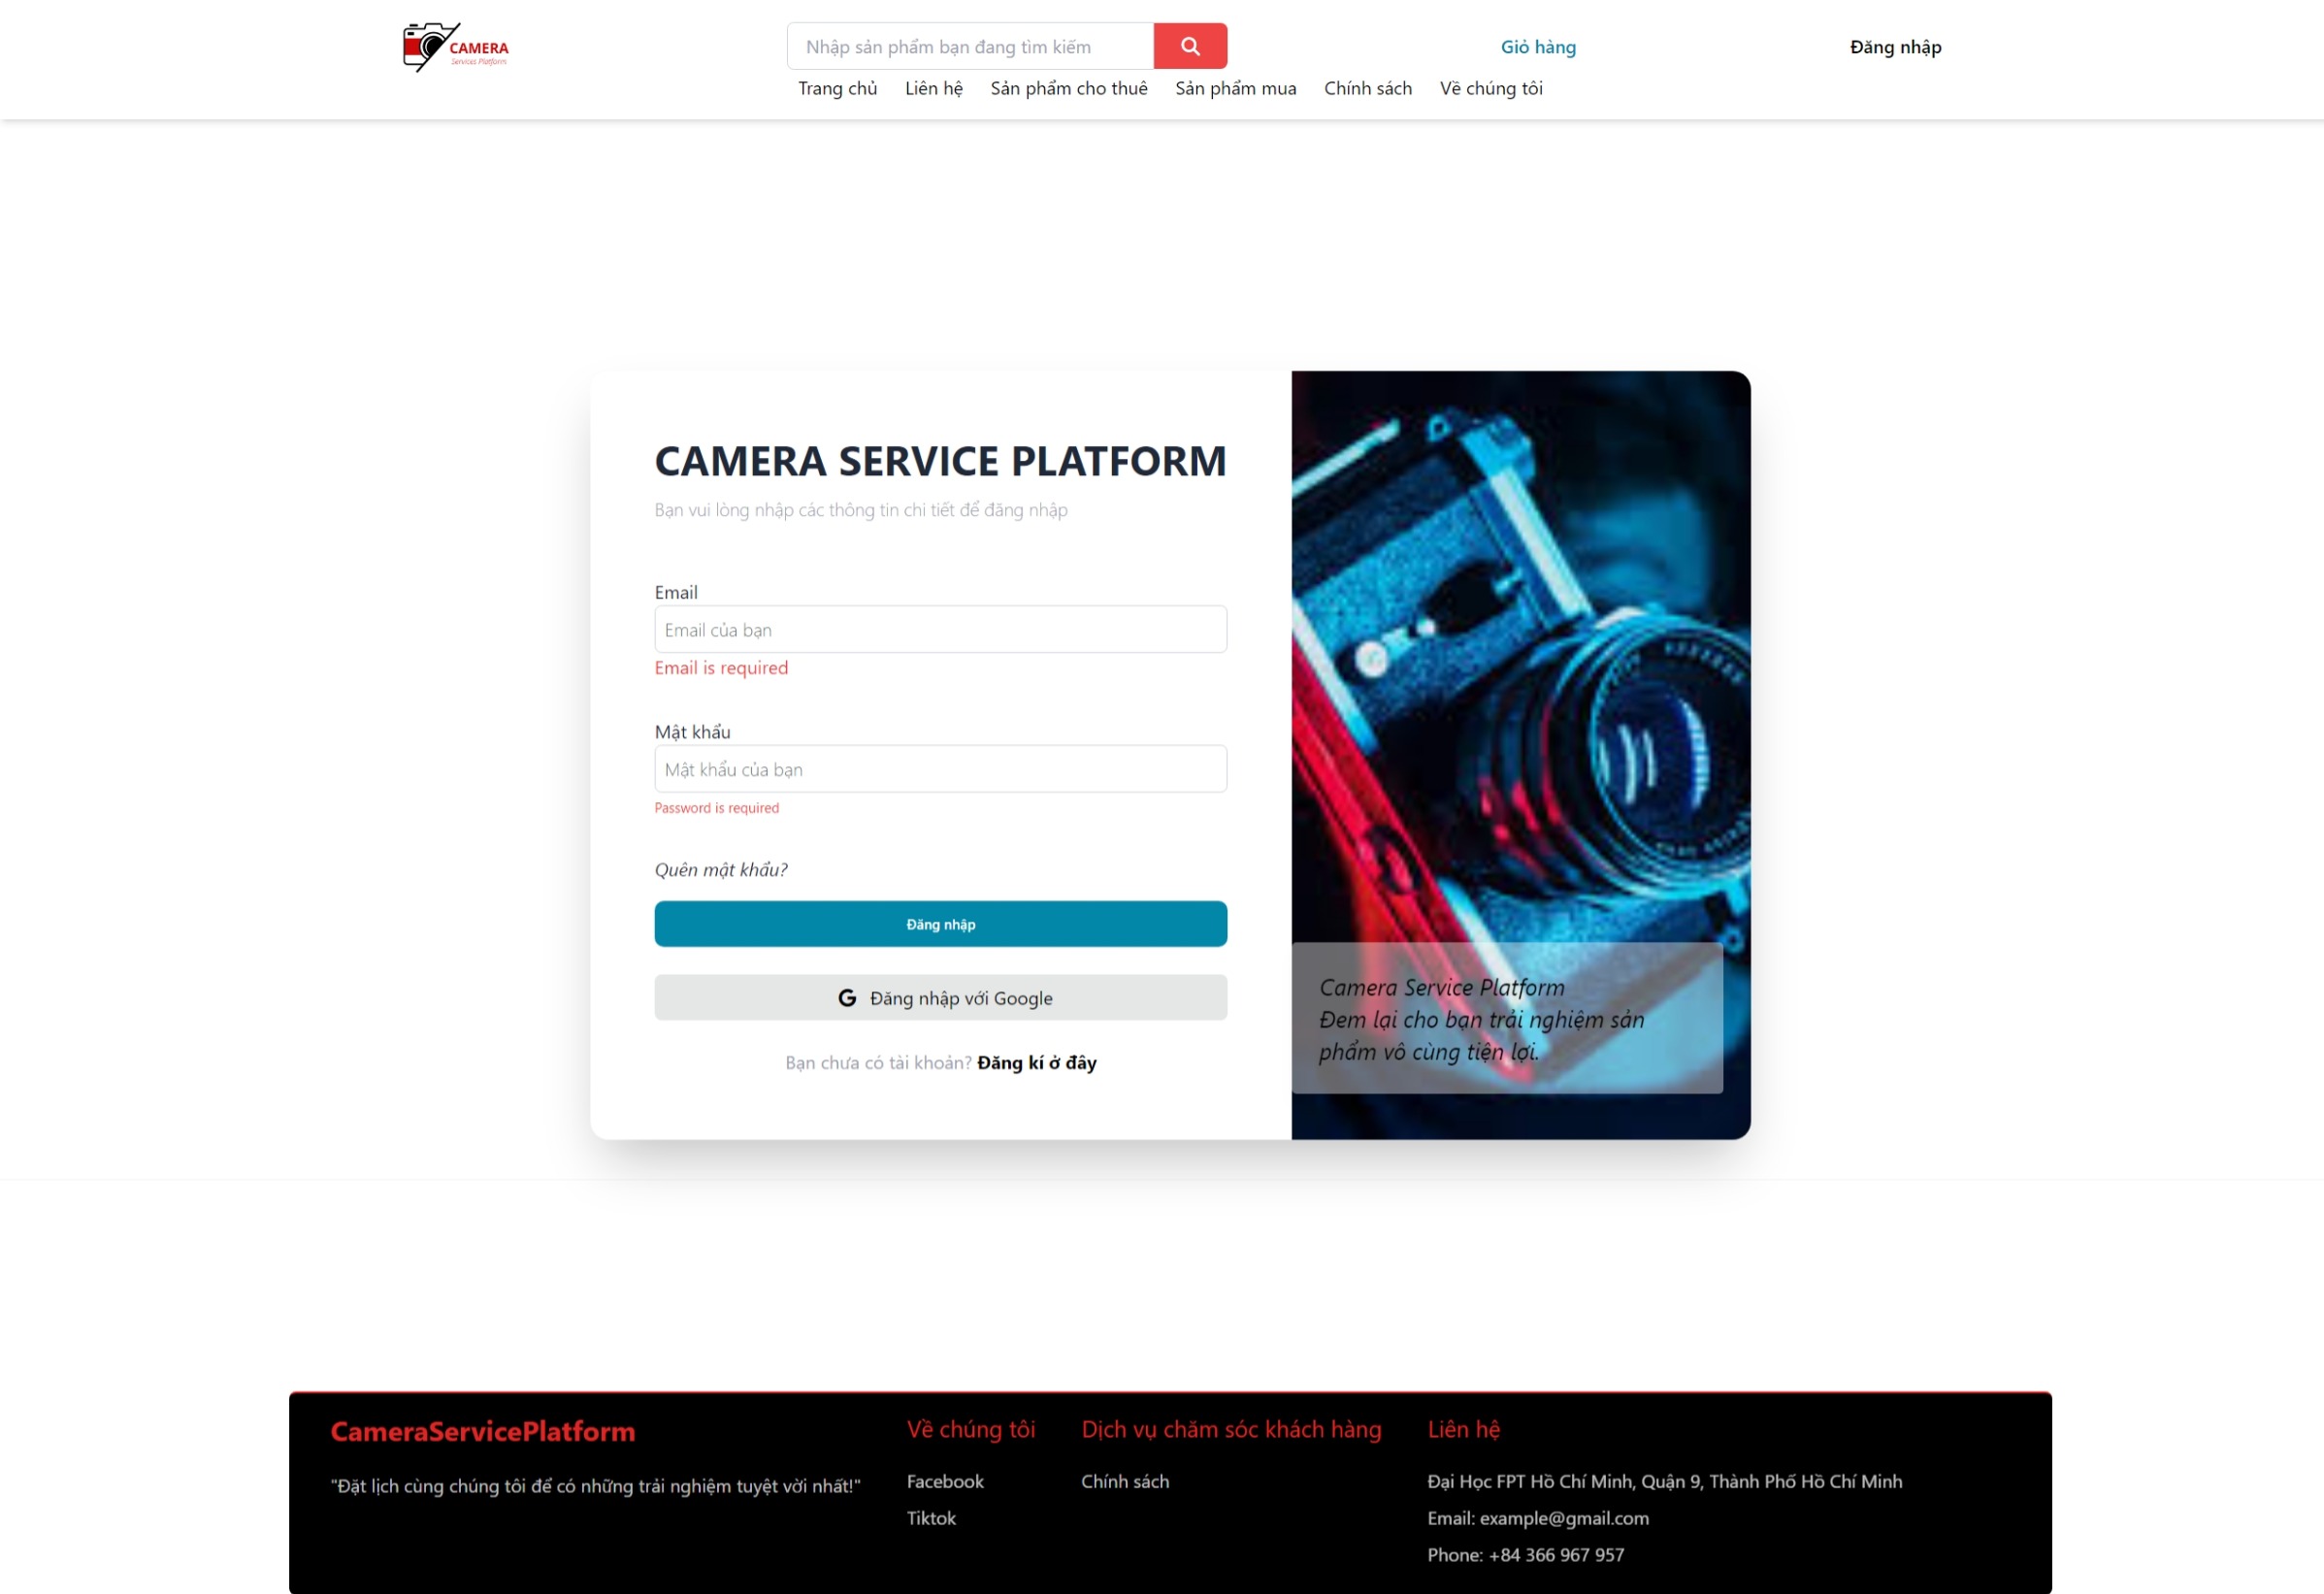 CAMERA
Services Platform
Nhập sản phẩm bạn đang tìm kiếm
Giỏ hàng
Đăng nhập
Trang chủ
Liên hệ
Sản phẩm cho thuê
Sản phẩm mua
Chính sách
Về chúng tôi
CAMERA SERVICE PLATFORM
Bạn vui lòng nhập các thông tin chi tiết để đăng nhập
Email
Email của bạn
Email is required
Mật khẩu
Mật khẩu của bạn
Password is required
Quên mật khẩu?
Đăng nhập
G Đăng nhập với Google
Bạn chưa có tài khoản? Đăng kí ở đây
Camera Service Platform
Đem lại cho bạn trải nghiệm sản
phẩm vô cùng tiện lợi.
CameraServicePlatform
"Đặt lịch cùng chúng tôi để có những trải nghiệm tuyệt vời nhất!"
Về chúng tôi
Facebook
Tiktok
Dịch vụ chăm sóc khách hàng
Chính sách
Liên hệ
Đại Học FPT Hồ Chí Minh, Quận 9, Thành Phố Hồ Chí Minh
Email: example@gmail.com
Phone: +84 366 967 957